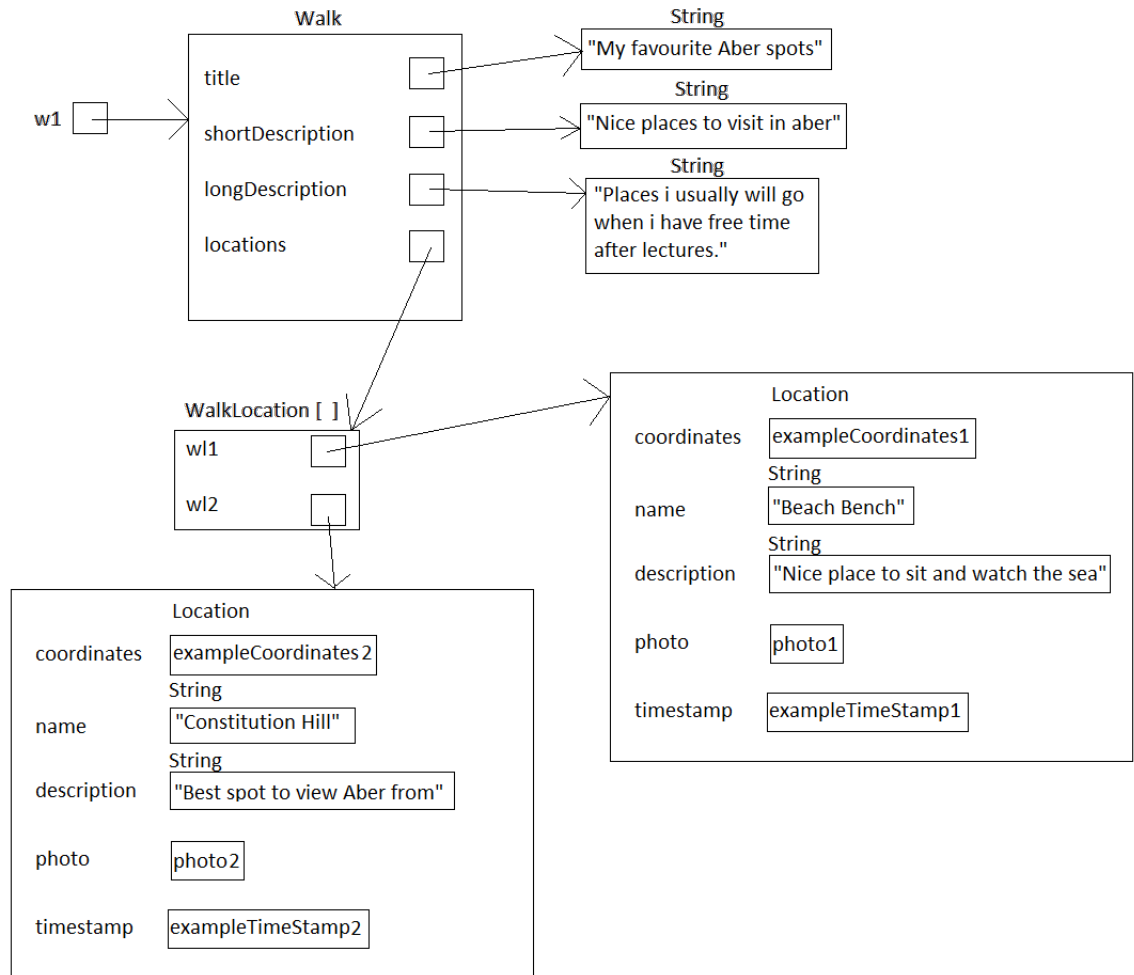 Walk
w1
title
shortDescription
longDescription
locations
String
"My favourite Aber spots"
String
"Nice places to visit in aber"
String
"Places i usually will go
when i have free time
after lectures."
WalkLocation [ ]
wl1
wl2
Location
coordinates exampleCoordinates1
String
name "Beach Bench"
String
description "Nice place to sit and watch the sea"
photo photo1
timestamp exampleTimeStamp1
Location
coordinates exampleCoordinates2
String
name "Constitution Hill"
String
description "Best spot to view Aber from"
photo photo2
timestamp exampleTimeStamp2